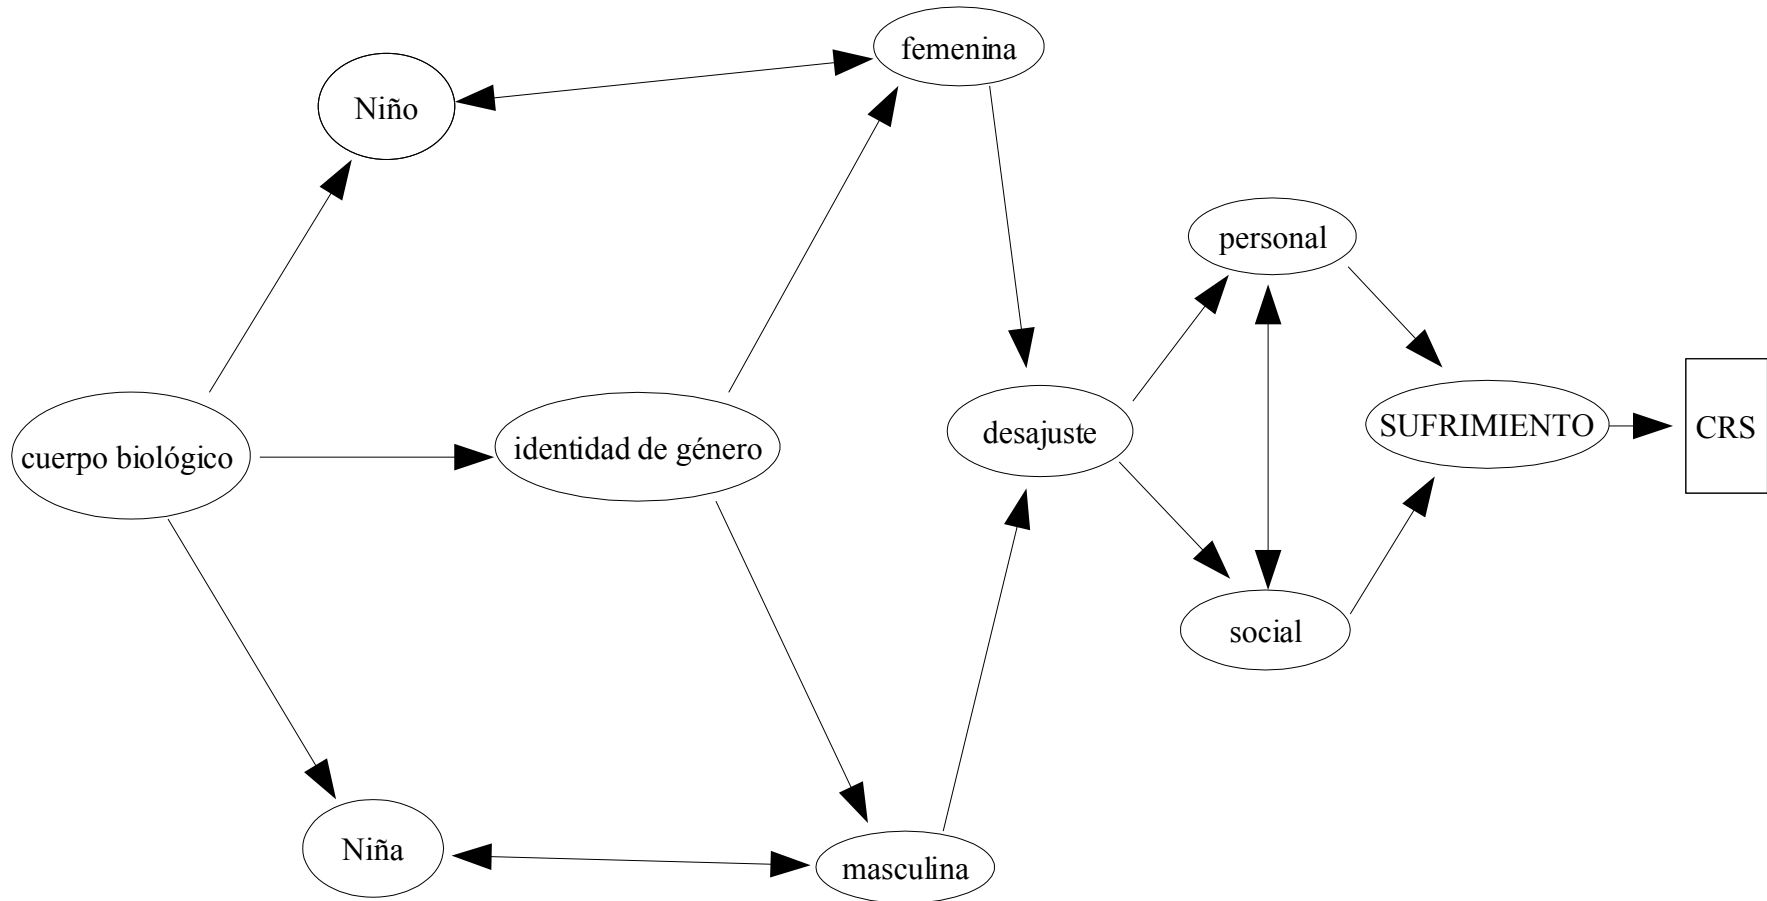 femenina
Niño
personal
cuerpo biológico
identidad de género
desajuste
SUFRIMIENTO
CRS
social
Niña
masculina